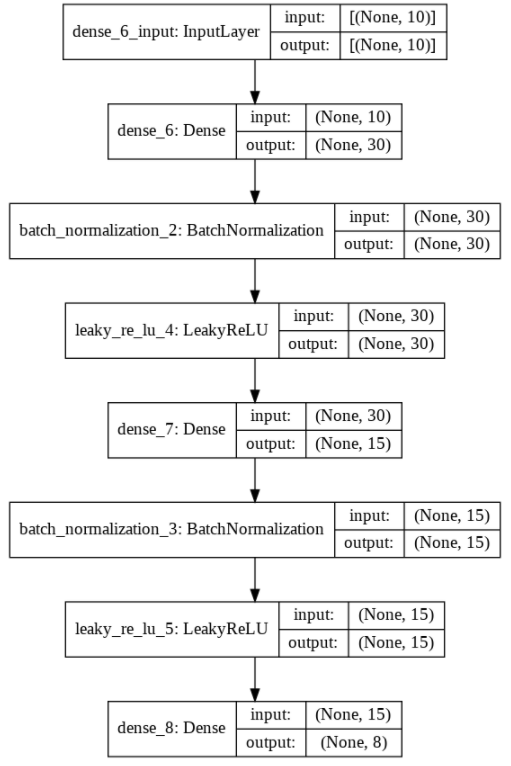 dense_6_input: InputLayer
input: [(None, 10)]
output: [(None, 10)]
dense_6: Dense
input: (None, 10)
output: (None, 30)
batch_normalization_2: BatchNormalization
input: (None, 30)
output: (None, 30)
leaky_re_lu_4: LeakyReLU
input: (None, 30)
output: (None, 30)
dense_7: Dense
input: (None, 30)
output: (None, 15)
batch_normalization_3: BatchNormalization
input: (None, 15)
output: (None, 15)
leaky_re_lu_5: LeakyReLU
input: (None, 15)
output: (None, 15)
dense_8: Dense
input: (None, 15)
output: (None, 8)